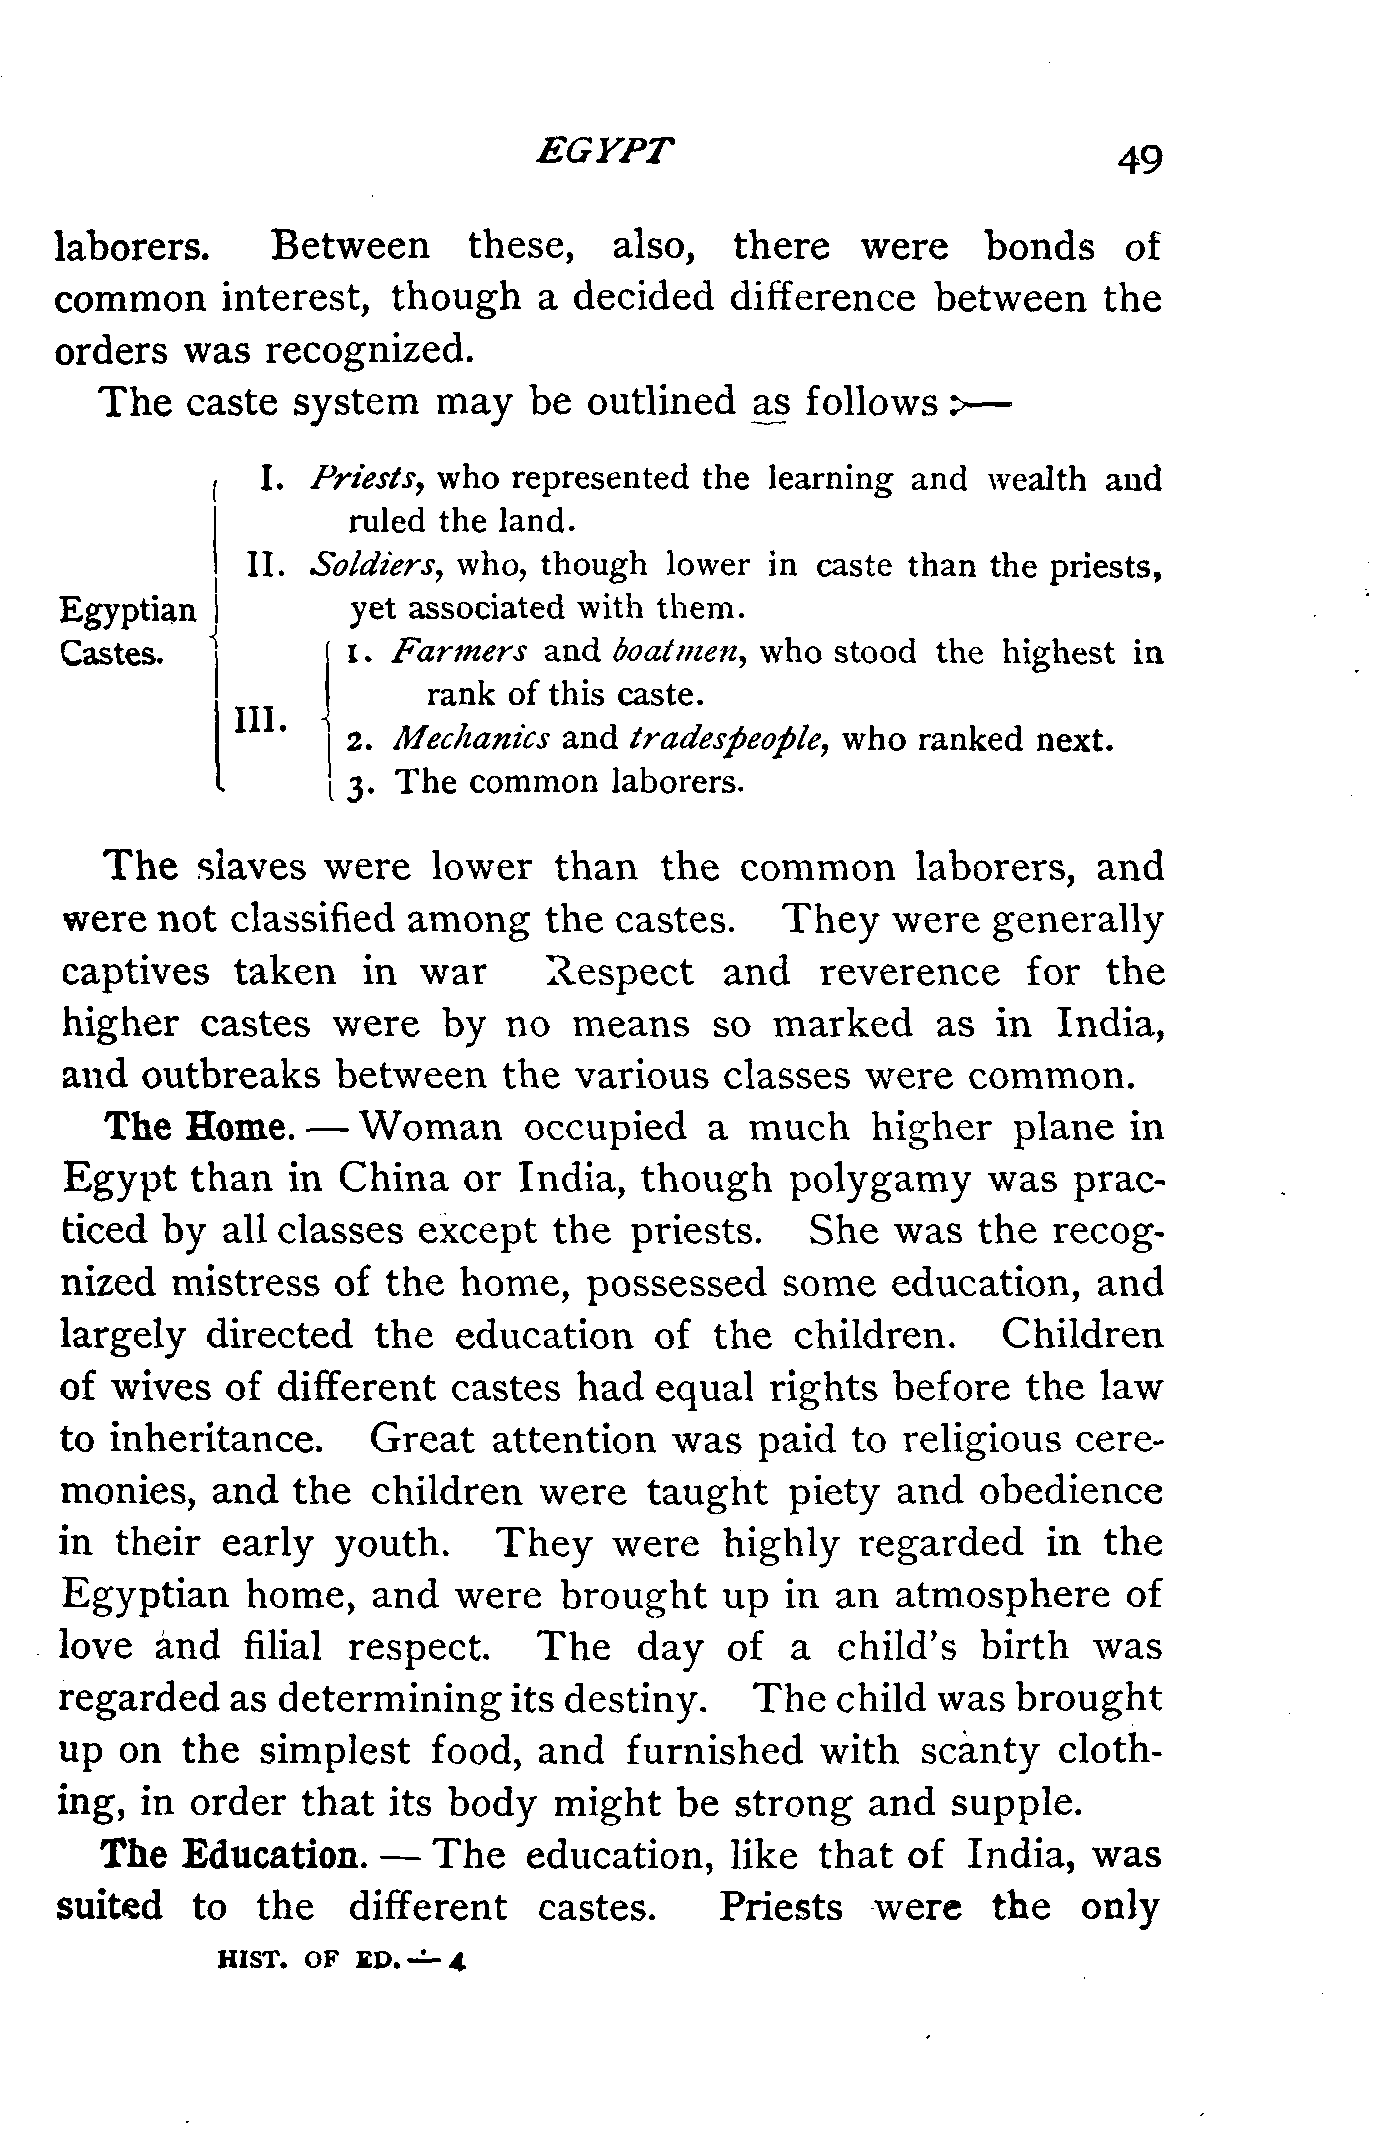 EGYPT 49
laborers. Between these, also, there were bonds of
common interest, though a decided difference between the
orders was recognized.
The caste system may be outlined as follows :—
I. Priests, who represented the learning and wealth and
ruled the land.
II. Soldiers, who, though lower in caste than the priests,
Egyptian yet associated with them.
Castes. 1. Farmers and boatmen, who stood the highest in
rank of this caste.
III.
2. Mechanics and tradespeople, who ranked next.
3. The common laborers.
The slaves were lower than the common laborers, and
were not classified among the castes. They were generally
captives taken in war Respect and reverence for the
higher castes were by no means so marked as in India,
and outbreaks between the various classes were common.
The Home. — Woman occupied a much higher plane in
Egypt than in China or India, though polygamy was prac-
ticed by all classes except the priests. She was the recog-
nized mistress of the home, possessed some education, and
largely directed the education of the children. Children
of wives of different castes had equal rights before the law
to inheritance. Great attention was paid to religious cere-
monies, and the children were taught piety and obedience
in their early youth. They were highly regarded in the
Egyptian home, and were brought up in an atmosphere of
love and filial respect. The day of a child's birth was
regarded as determining its destiny. The child was brought
up on the simplest food, and furnished with scanty cloth-
ing, in order that its body might be strong and supple.
The Education. — The education, like that of India, was
suited to the different castes. Priests were the only
HIST. OF ED. — 4